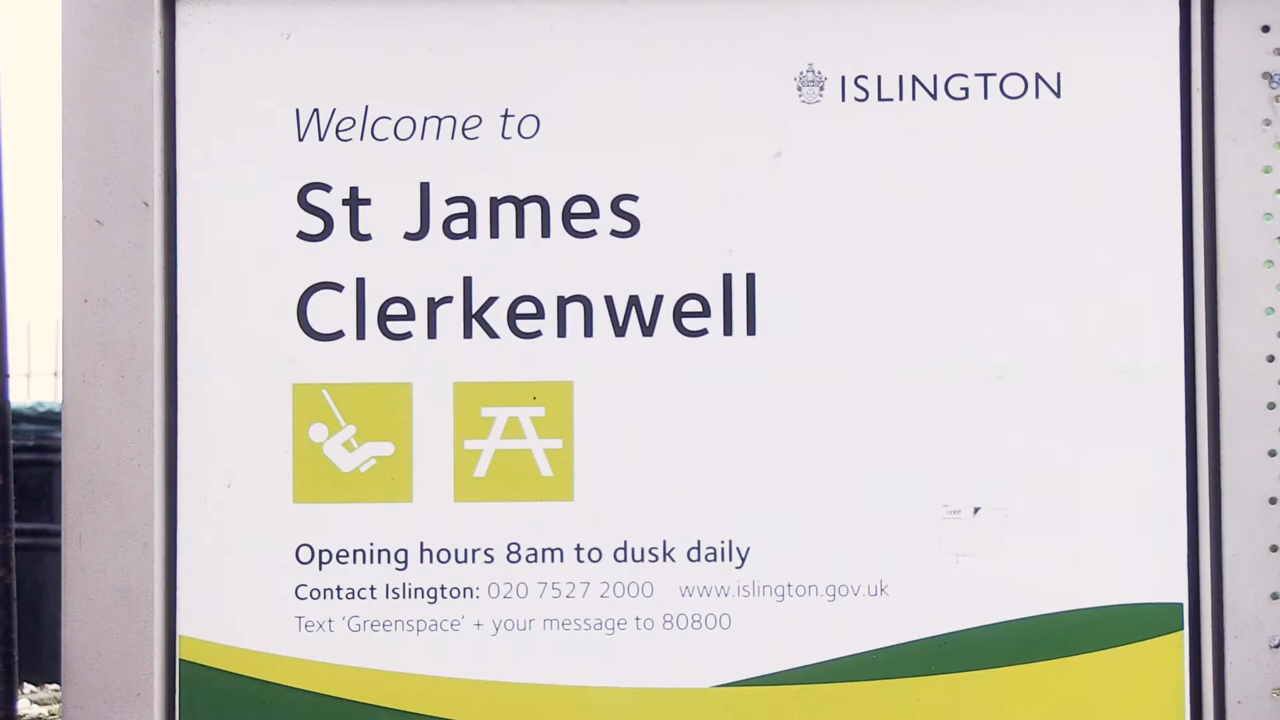 ISLINGTON
Welcome to
St James
Clerkenwell
Opening hours 8am to dusk daily
Contact Islington: 020 7527 2000 www.islington.gov.uk
Text ‘Greenspace’ + your message to 80800